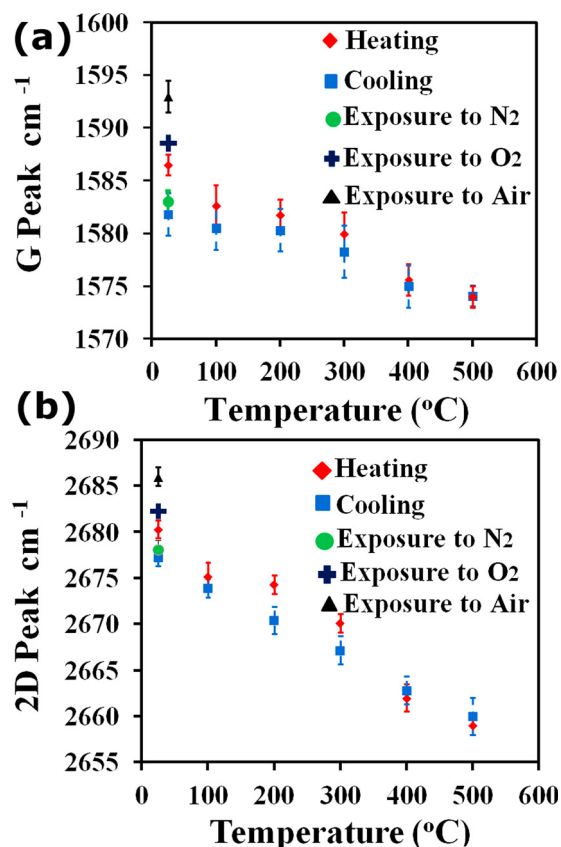 (a)
G Peak cm⁻¹
1600
1595
1590
1585
1580
1575
1570
Heating
Cooling
Exposure to N₂
Exposure to O₂
Exposure to Air
0 100 200 300 400 500 600
Temperature (°C)
(b)
2D Peak cm⁻¹
2690
2685
2680
2675
2670
2665
2660
2655
Heating
Cooling
Exposure to N₂
Exposure to O₂
Exposure to Air
0 100 200 300 400 500 600
Temperature (°C)